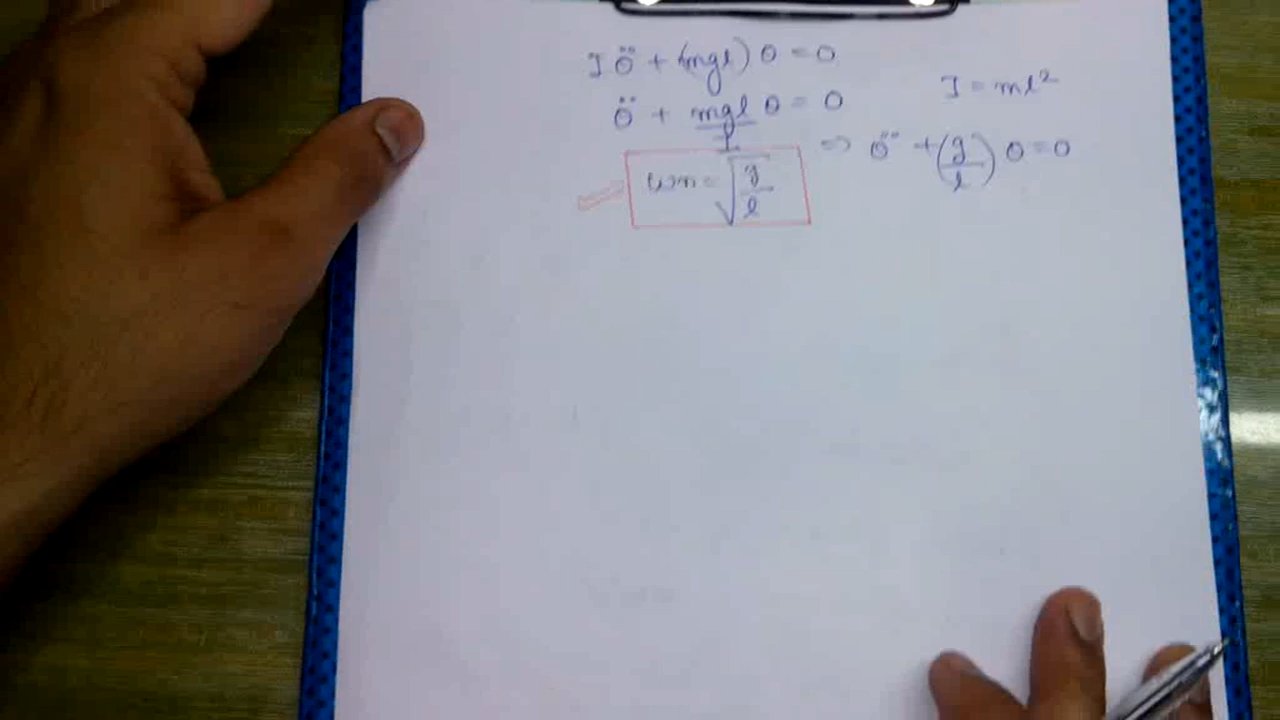 I θ̈ + (mgl) θ = 0
I = ml²
θ̈ + mgl/I θ = 0
⇒ θ̈ + (g/l) θ = 0
ωn = √(g/l)